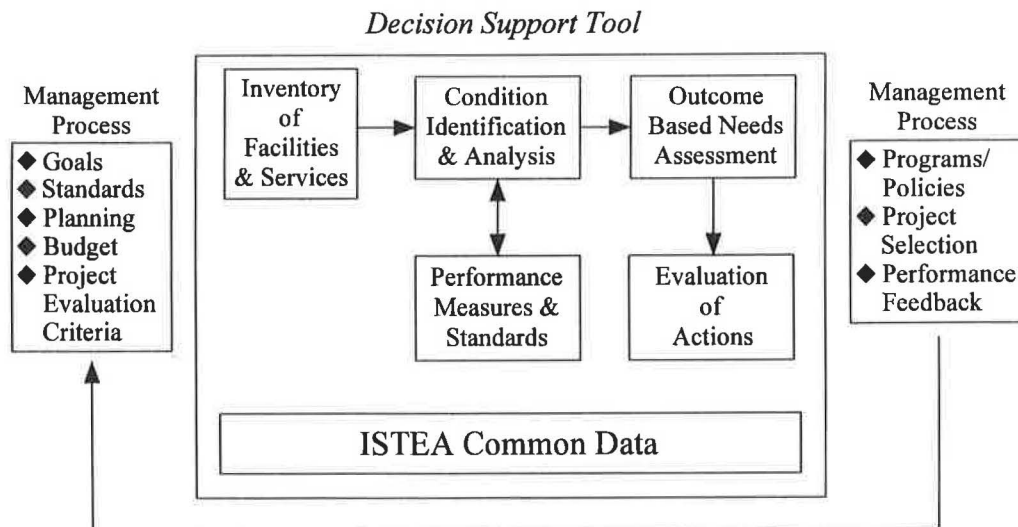 Decision Support Tool
Management
Process
◆ Goals
◆ Standards
◆ Planning
◆ Budget
◆ Project
Evaluation
Criteria
Inventory
of
Facilities
& Services
Condition
Identification
& Analysis
Outcome
Based Needs
Assessment
Performance
Measures &
Standards
Evaluation
of
Actions
ISTEA Common Data
Management
Process
◆ Programs/
Policies
◆ Project
Selection
◆ Performance
Feedback